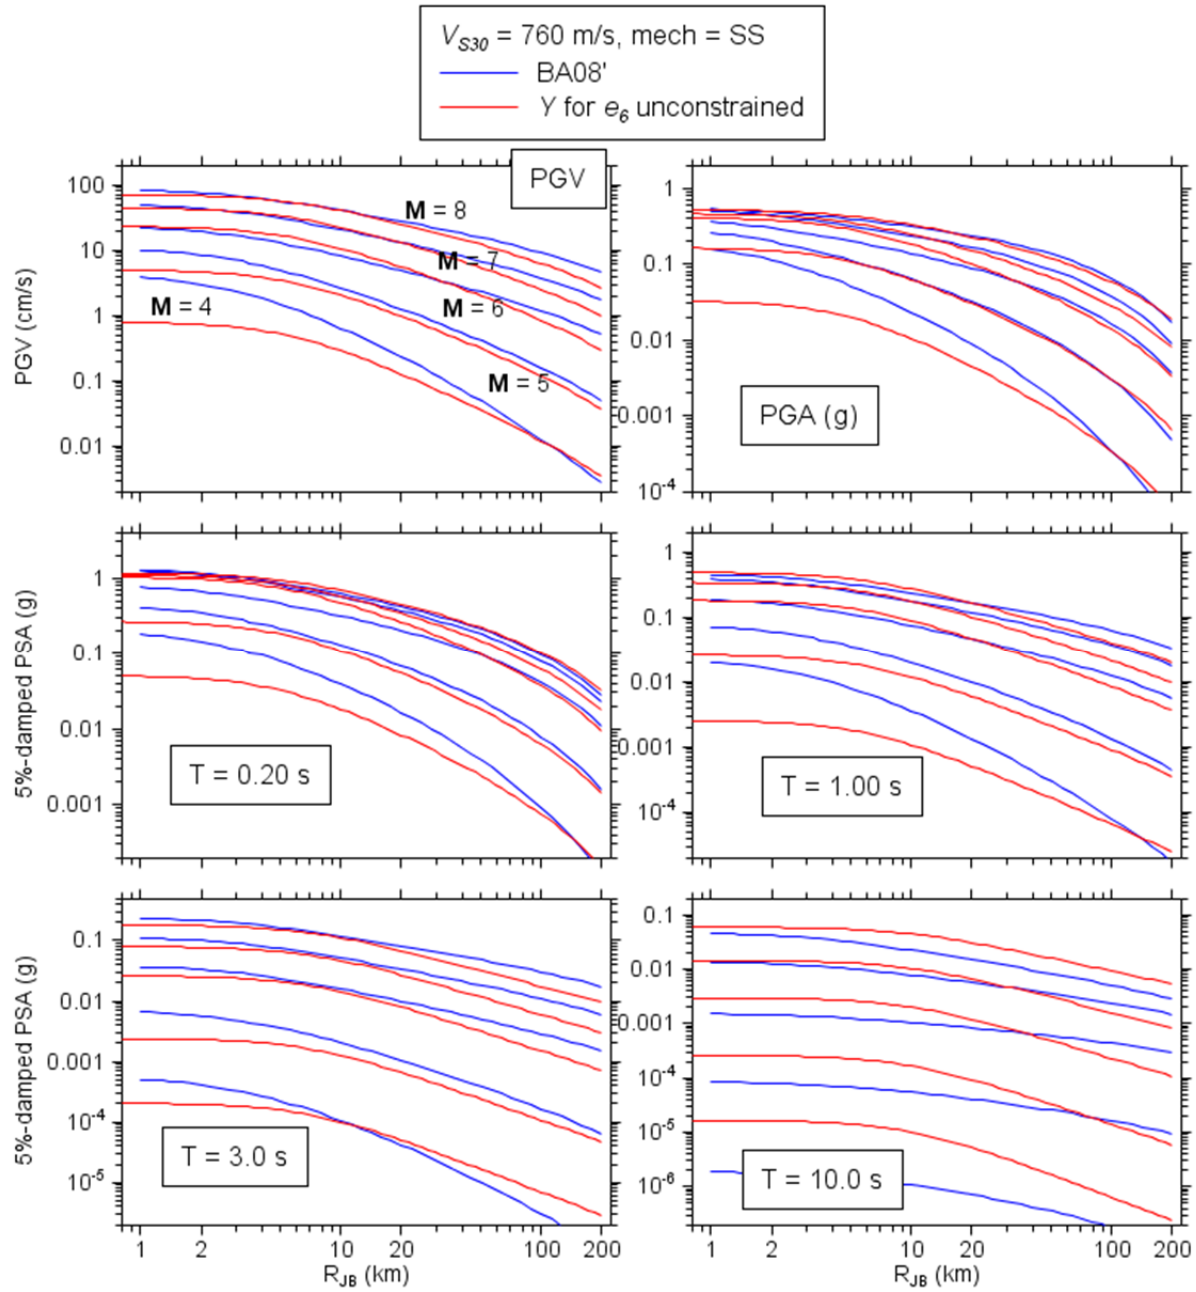 V_S30 = 760 m/s, mech = SS
BA08'
Y for e_6 unconstrained
PGV
100
10
1
0.1
0.01
PGV (cm/s)
M = 8
M = 7
M = 6
M = 4
M = 5
1
0.1
0.01
0.001
10^-4
PGA (g)
1
0.1
0.01
0.001
5%-damped PSA (g)
T = 0.20 s
1
0.1
0.01
0.001
10^-4
T = 1.00 s
0.1
0.01
0.001
10^-4
10^-5
5%-damped PSA (g)
T = 3.0 s
1 2 10 20 100 200
R_JB (km)
0.1
0.01
0.001
10^-4
10^-5
10^-6
T = 10.0 s
1 2 10 20 100 200
R_JB (km)